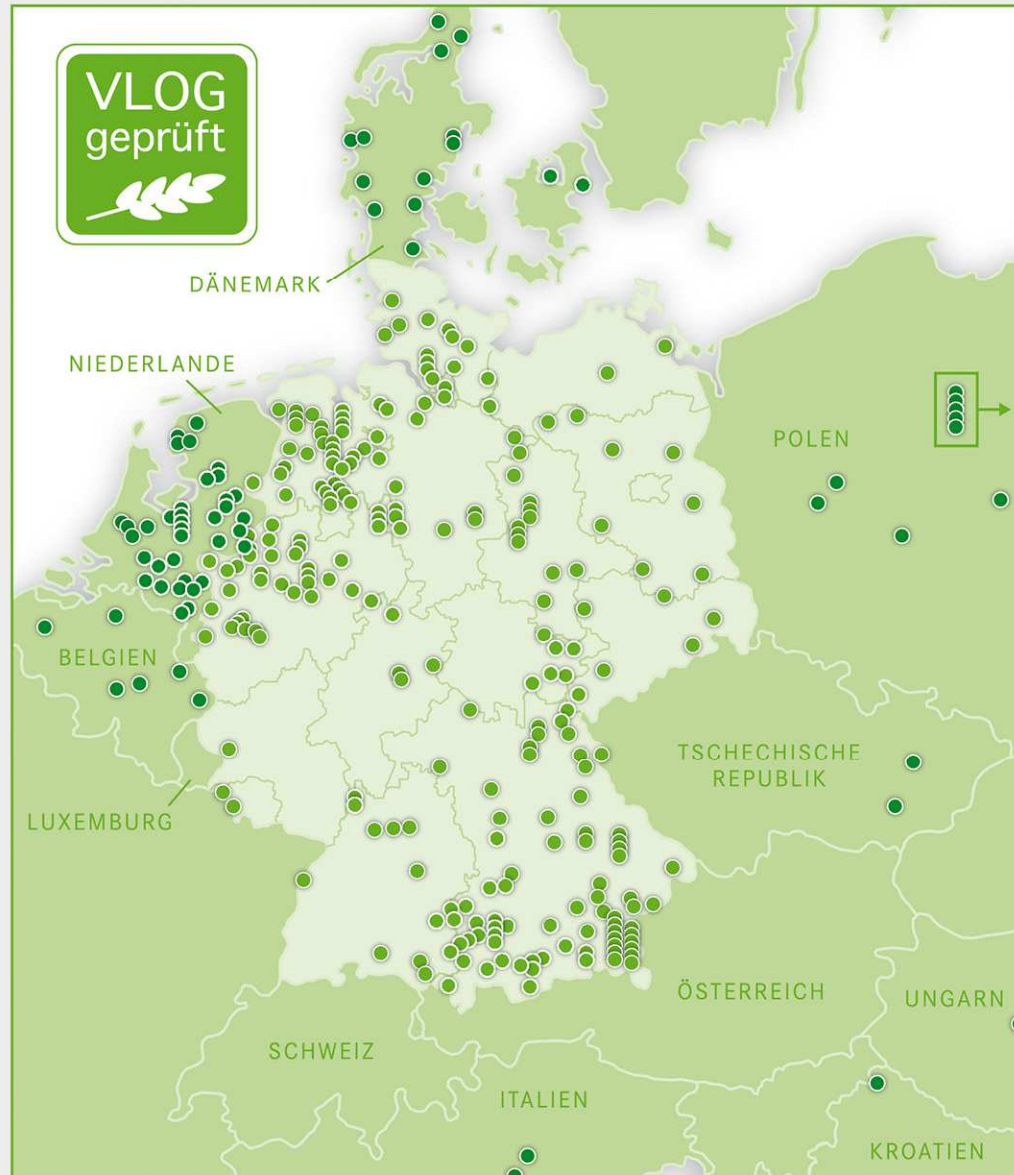 VLOG
geprüft
DÄNEMARK
NIEDERLANDE
POLEN
BELGIEN
TSCHECHISCHE
REPUBLIK
LUXEMBURG
ÖSTERREICH
UNGARN
SCHWEIZ
ITALIEN
KROATIEN